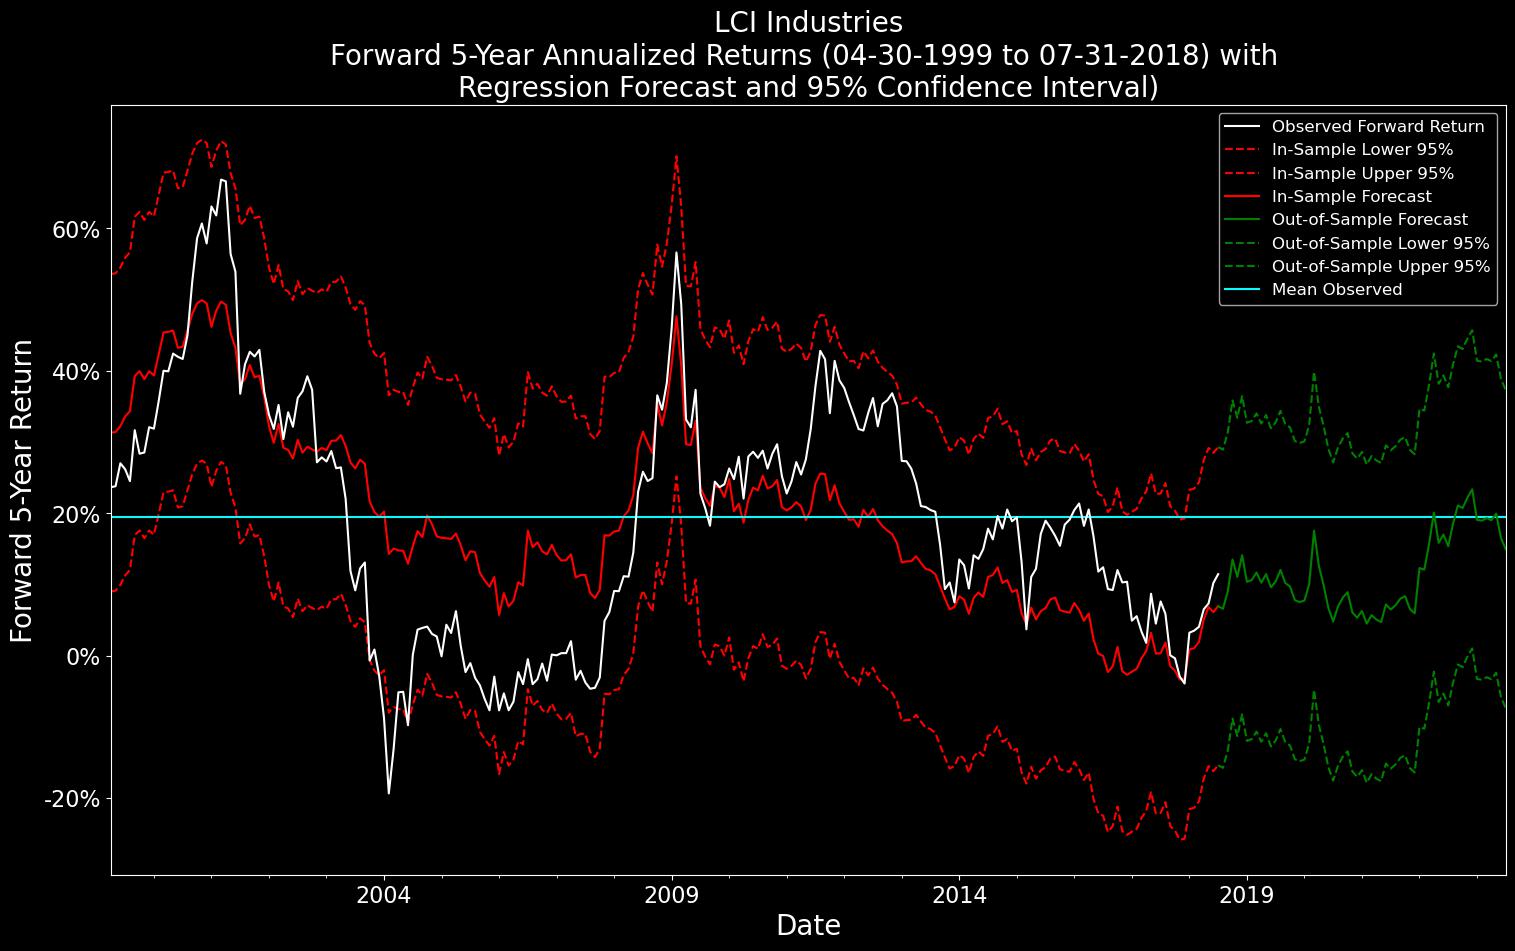 LCI Industries
Forward 5-Year Annualized Returns (04-30-1999 to 07-31-2018) with
Regression Forecast and 95% Confidence Interval)
Observed Forward Return
In-Sample Lower 95%
In-Sample Upper 95%
In-Sample Forecast
Out-of-Sample Forecast
Out-of-Sample Lower 95%
Out-of-Sample Upper 95%
Mean Observed
Forward 5-Year Return
60%
40%
20%
0%
-20%
2004
2009
2014
2019
Date